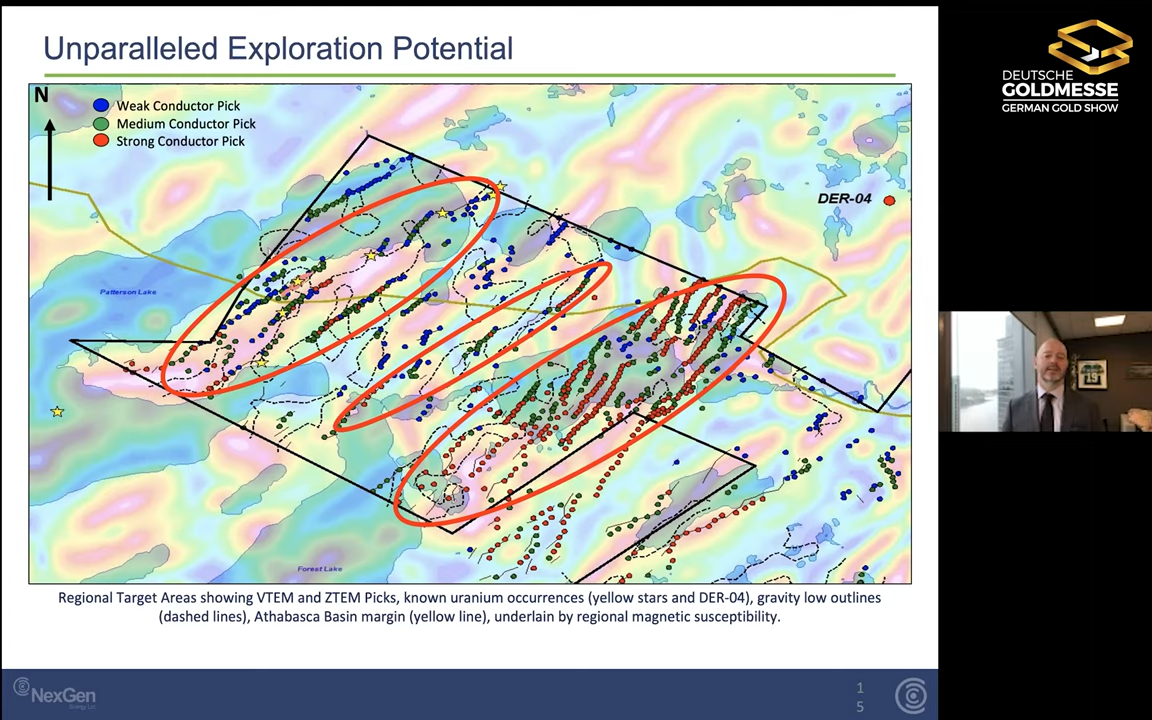 Unparalleled Exploration Potential
N
Weak Conductor Pick
Medium Conductor Pick
Strong Conductor Pick
DER-04
Patterson Lake
Forest Lake
Regional Target Areas showing VTEM and ZTEM Picks, known uranium occurrences (yellow stars and DER-04), gravity low outlines
(dashed lines), Athabasca Basin margin (yellow line), underlain by regional magnetic susceptibility.
NexGen
Energy Ltd.
1
5
DEUTSCHE
GOLDMESSE
GERMAN GOLD SHOW